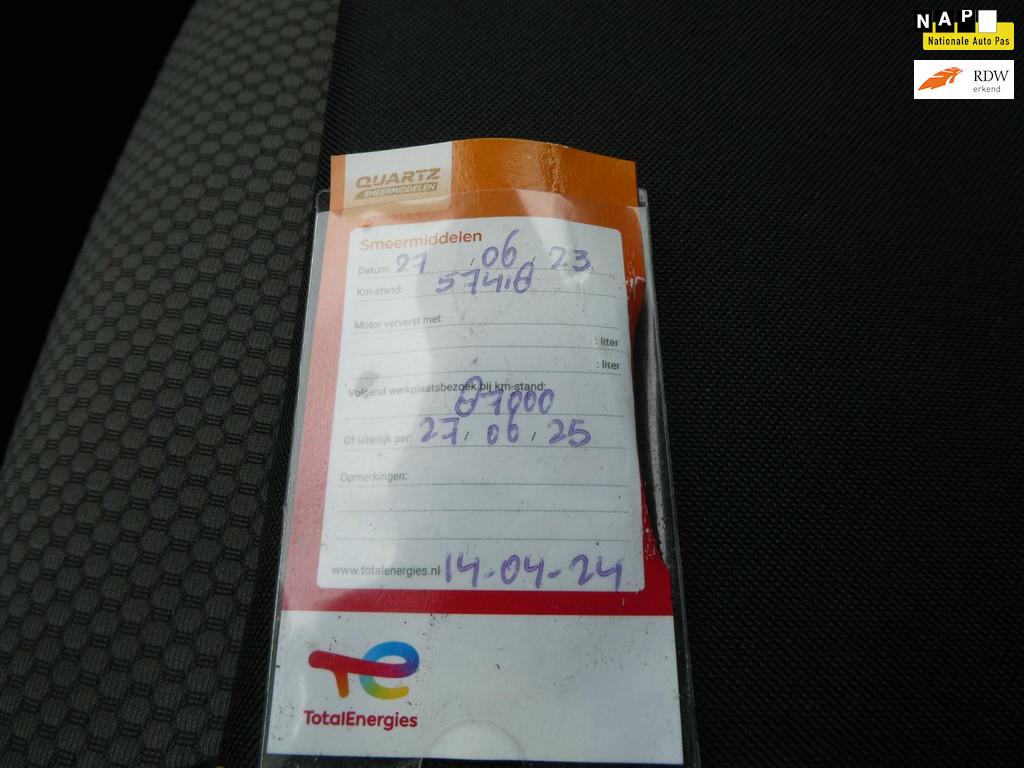 NAP
Nationale Auto Pas
RDW
erkend
QUARTZ
SMEERMIDDELEN
Smeermiddelen
Datum: 27 . 06 . 23
Km-stand:
Motor ververst met:
: liter
: liter
Volgend werkplaatsbezoek bij km-stand:
87000
Of uiterlijk per: 27 . 06 . 25
Opmerkingen:
www.totalenergies.nl 14-04-24
TotalEnergies